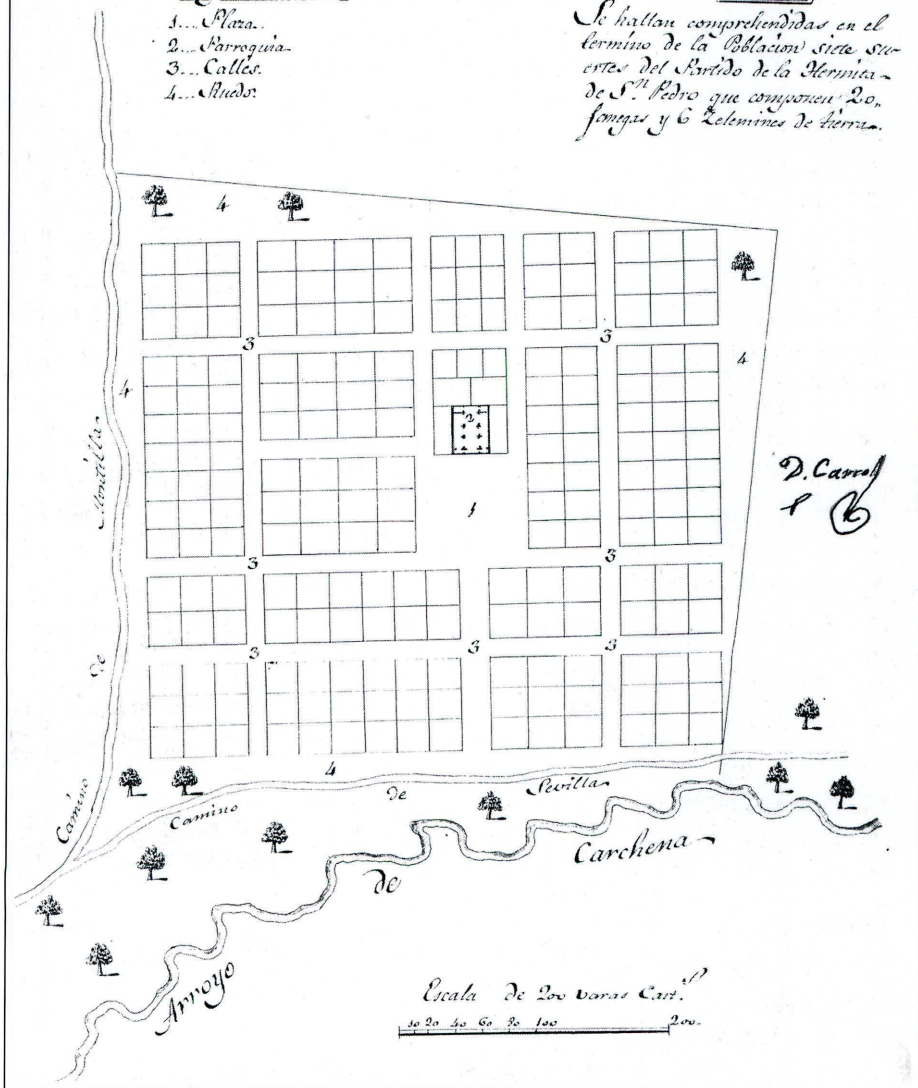 1... Plaza.
2... Parroquia
3... Calles.
4... Ruedo.
Se hallan comprehendidas en el
termino de la Poblacion siete su-
ertes del Partido de la Hermita
de S.n Pedro que componen 20,,
fanegas y 6 Zelemines de tierra.
4
4
3
3
4
4
2
1
D. Carrol
3
3
3
3
3
4
Camino de Montilla
Camino de Sevilla
Arroyo de Carchena
Escala de 200 varas Cast.s
10 20 40 60 80 100 200.